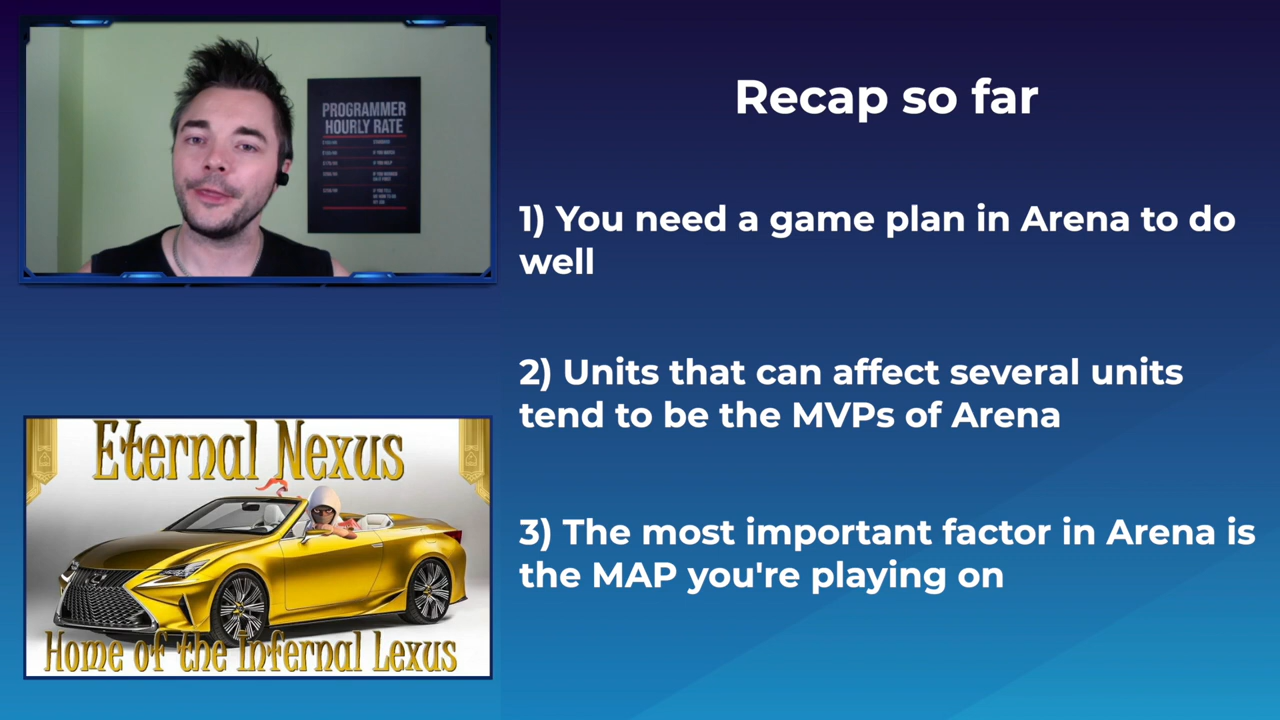 PROGRAMMER
HOURLY RATE
Recap so far
1) You need a game plan in Arena to do
well
2) Units that can affect several units
tend to be the MVPs of Arena
3) The most important factor in Arena is
the MAP you're playing on
Eternal Nexus
Home of the Infernal Lexus